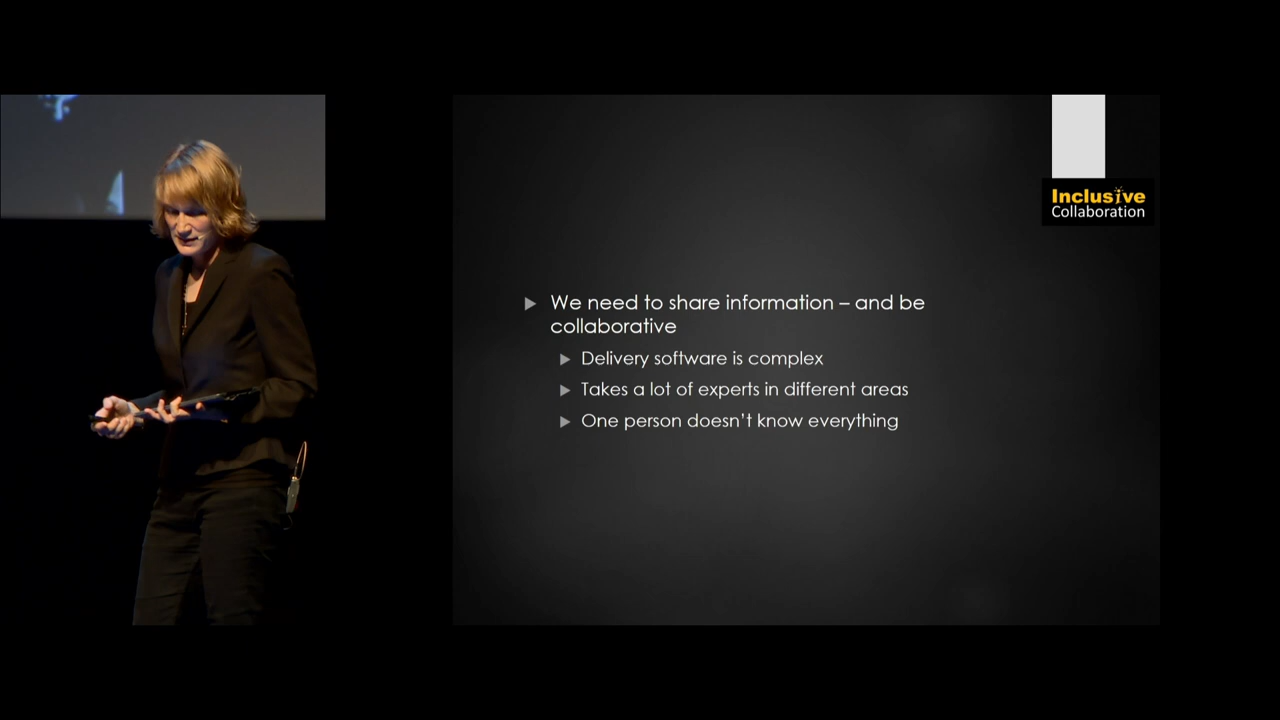 Inclusive
Collaboration
We need to share information – and be
collaborative
Delivery software is complex
Takes a lot of experts in different areas
One person doesn't know everything